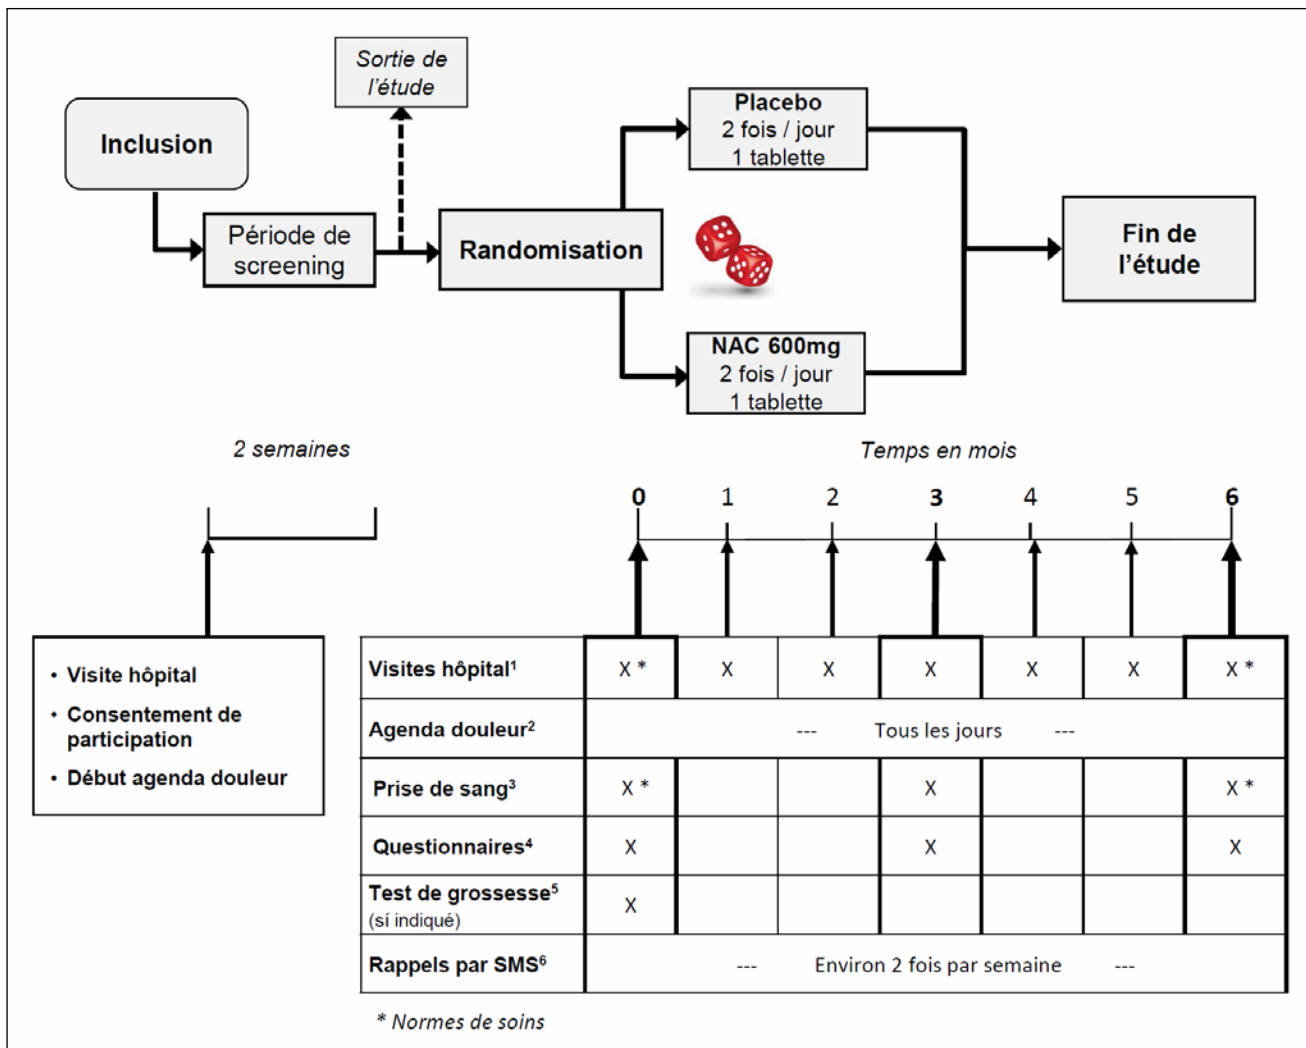 Sortie de
l'étude
Inclusion
Placebo
2 fois / jour
1 tablette
Période de
screening
Randomisation
Fin de
l'étude
NAC 600mg
2 fois / jour
1 tablette
2 semaines
Temps en mois
0 1 2 3 4 5 6
• Visite hôpital
• Consentement de
participation
• Début agenda douleur
Visites hôpital¹ X * X X X X X X *
Agenda douleur² --- Tous les jours ---
Prise de sang³ X * X X *
Questionnaires⁴ X X X
Test de grossesse⁵
(sí indiqué) X
Rappels par SMS⁶ --- Environ 2 fois par semaine ---
* Normes de soins